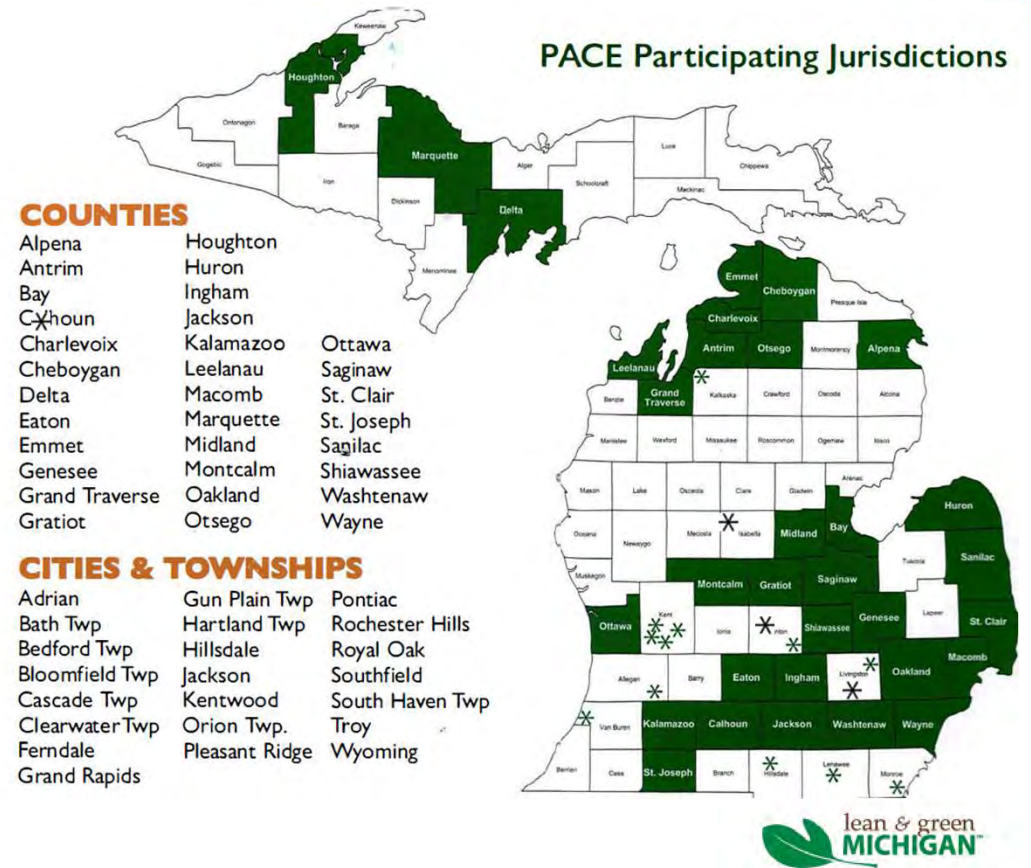 PACE Participating Jurisdictions
Keweenaw
Houghton
Ontonagon
Baraga
Gogebic
Iron
Marquette
Dickinson
Menominee
Alger
Delta
Schoolcraft
Luce
Chippewa
Mackinac
COUNTIES
Alpena
Antrim
Bay
Charlevoix
Cheboygan
Delta
Eaton
Emmet
Genesee
Grand Traverse
Gratiot
Houghton
Huron
Ingham
Jackson
Kalamazoo
Leelanau
Macomb
Marquette
Midland
Montcalm
Oakland
Otsego
Ottawa
Saginaw
St. Clair
St. Joseph
Sanilac
Shiawassee
Washtenaw
Wayne
CITIES & TOWNSHIPS
Adrian
Bath Twp
Bedford Twp
Bloomfield Twp
Cascade Twp
Clearwater Twp
Ferndale
Grand Rapids
Gun Plain Twp
Hartland Twp
Hillsdale
Jackson
Kentwood
Orion Twp.
Pleasant Ridge
Pontiac
Rochester Hills
Royal Oak
Southfield
South Haven Twp
Troy
Wyoming
Emmet
Cheboygan
Presque Isle
Charlevoix
Antrim
Otsego
Montmorency
Alpena
Leelanau
Benzie
Grand
Traverse
Kalkaska
Crawford
Oscoda
Alcona
Manistee
Wexford
Missaukee
Roscommon
Ogemaw
Iosco
Mason
Lake
Osceola
Clare
Gladwin
Arenac
Oceana
Newaygo
Mecosta
Isabella
Midland
Bay
Huron
Muskegon
Montcalm
Gratiot
Saginaw
Tuscola
Sanilac
Ottawa
Kent
Ionia
Shiawassee
Genesee
Lapeer
St. Clair
Allegan
Barry
Eaton
Ingham
Livingston
Oakland
Macomb
Van Buren
Kalamazoo
Calhoun
Jackson
Washtenaw
Wayne
Berrien
Cass
St. Joseph
Branch
Hillsdale
Lenawee
Monroe
lean & green
MICHIGAN™